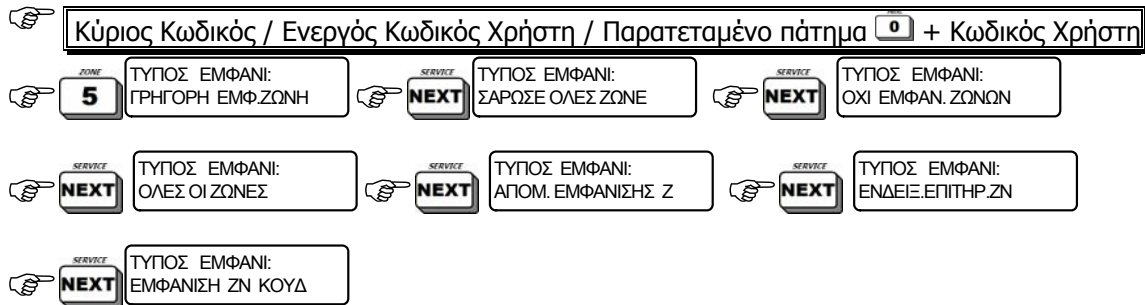 Κύριος Κωδικός / Ενεργός Κωδικός Χρήστη / Παρατεταμένο πάτημα 0 + Κωδικός Χρήστη
ZONE 5 ΤΥΠΟΣ ΕΜΦΑΝΙ: ΓΡΗΓΟΡΗ ΕΜΦ.ΖΩΝΗ
SERVICE NEXT ΤΥΠΟΣ ΕΜΦΑΝΙ: ΣΑΡΩΣΕ ΟΛΕΣ ΖΩΝΕ
SERVICE NEXT ΤΥΠΟΣ ΕΜΦΑΝΙ: ΟΧΙ ΕΜΦΑΝ. ΖΩΝΩΝ
SERVICE NEXT ΤΥΠΟΣ ΕΜΦΑΝΙ: ΟΛΕΣ ΟΙ ΖΩΝΕΣ
SERVICE NEXT ΤΥΠΟΣ ΕΜΦΑΝΙ: ΑΠΟΜ. ΕΜΦΑΝΙΣΗΣ Ζ
SERVICE NEXT ΤΥΠΟΣ ΕΜΦΑΝΙ: ΕΝΔΕΙΞ.ΕΠΙΤΗΡ.ΖΝ
SERVICE NEXT ΤΥΠΟΣ ΕΜΦΑΝΙ: ΕΜΦΑΝΙΣΗ ΖΝ ΚΟΥΔ